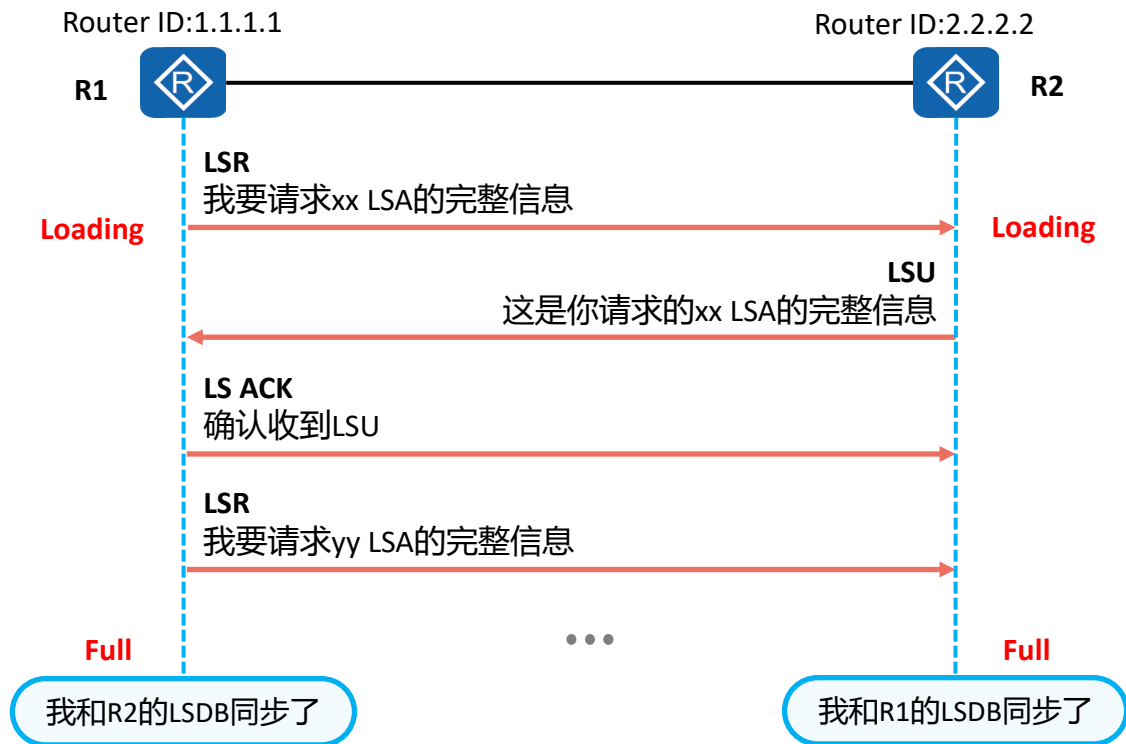 Router ID:1.1.1.1
Router ID:2.2.2.2
R1
R
R
R2
LSR
我要请求xx LSA的完整信息
Loading
Loading
LSU
这是你请求的xx LSA的完整信息
LS ACK
确认收到LSU
LSR
我要请求yy LSA的完整信息
...
Full
Full
我和R2的LSDB同步了
我和R1的LSDB同步了